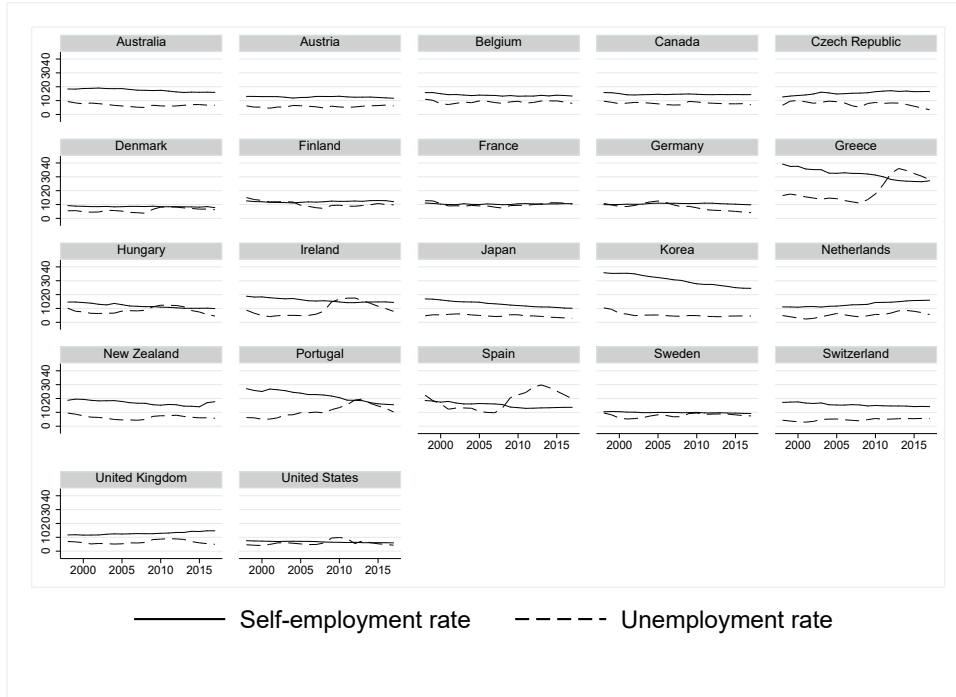 Australia Austria Belgium Canada Czech Republic
0 10 20 30 40
Denmark Finland France Germany Greece
0 10 20 30 40
Hungary Ireland Japan Korea Netherlands
0 10 20 30 40
New Zealand Portugal Spain Sweden Switzerland
0 10 20 30 40
2000 2005 2010 2015 2000 2005 2010 2015 2000 2005 2010 2015
United Kingdom United States
0 10 20 30 40
2000 2005 2010 2015 2000 2005 2010 2015
Self-employment rate Unemployment rate